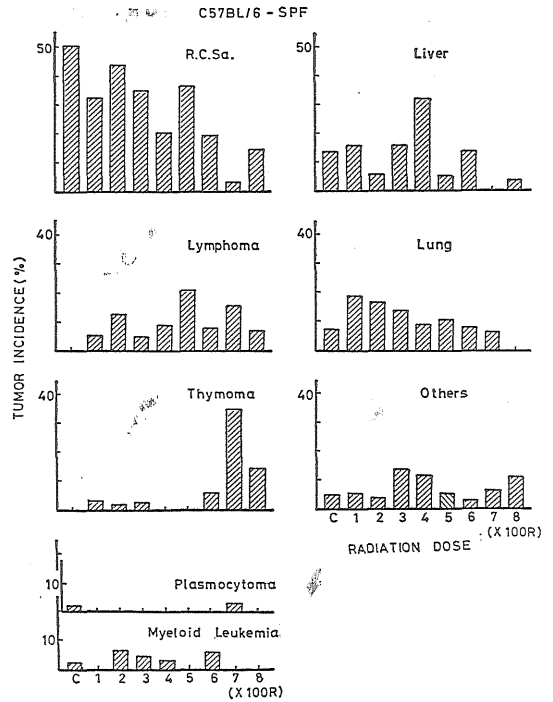 C57BL/6 - SPF
TUMOR INCIDENCE (%)
R.C.Sa.
50
Liver
50
Lymphoma
40
Lung
40
Thymoma
40
Others
40
C 1 2 3 4 5 6 7 8
(X 100R)
RADIATION DOSE
Plasmocytoma
10
Myeloid Leukemia
10
C 1 2 3 4 5 6 7 8
(X 100R)